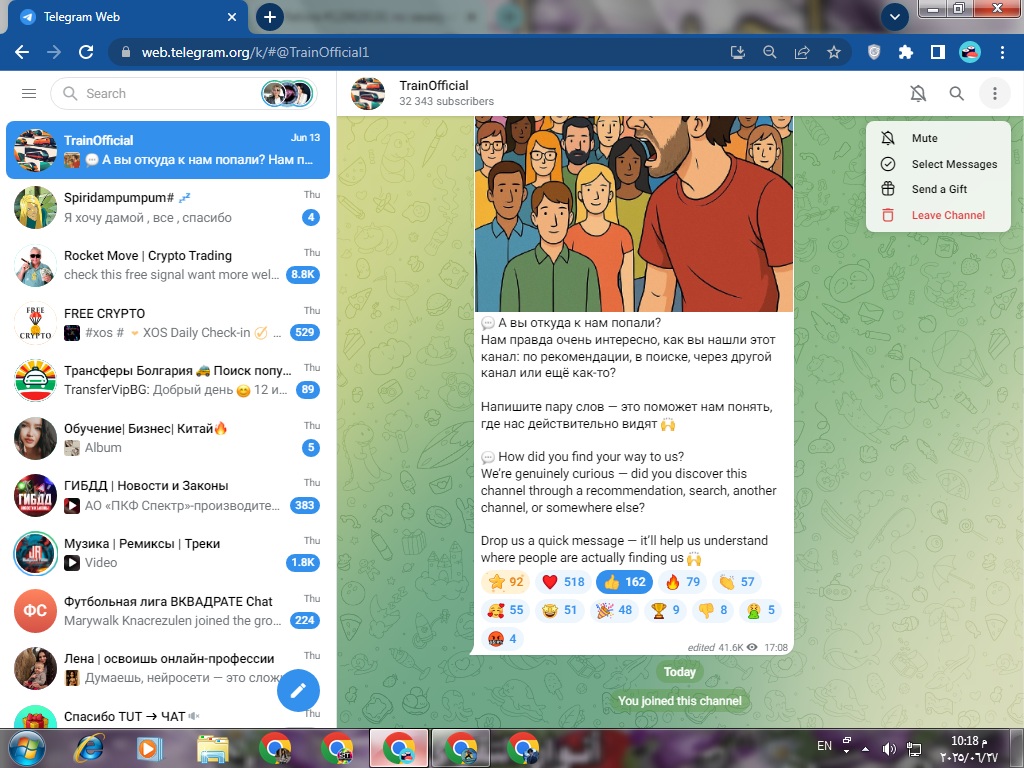 Telegram Web
web.telegram.org/k/#@TrainOfficial1
Search
TrainOfficial
32 343 subscribers
Mute
Select Messages
Send a Gift
Leave Channel
TrainOfficial
Jun 13
💬 А вы откуда к нам попали? Нам п...
Spiridampumpum# 💤
Thu
Я хочу дамой , все , спасибо
4
Rocket Move | Crypto Trading
Thu
check this free signal want more wel...
8.8K
FREE CRYPTO
Thu
FREE
CRYPTO
#xos # XOS Daily Check-in ...
529
Трансферы Болгария 🚕 Поиск попу...
Thu
TransferVipBG: Добрый день 😊 12 и...
89
Обучение| Бизнес| Китай🔥
Thu
Album
5
ГИБДД | Новости и Законы
Thu
ГИБДД
АО «ПКФ Спектр»-производите...
383
Музыка | Ремиксы | Треки
Thu
JR
Video
1.8K
Футбольная лига ВКВАДРАТЕ Chat
Thu
ФС
Marywalk Knacrezulen joined the gro...
224
Лена | освоишь онлайн-профессии
Thu
Думаешь, нейросети — это слож
Спасибо TUT → ЧАТ
Thu
💬 А вы откуда к нам попали?
Нам правда очень интересно, как вы нашли этот
канал: по рекомендации, в поиске, через другой
канал или ещё как-то?
Напишите пару слов — это поможет нам понять,
где нас действительно видят 🙌
💬 How did you find your way to us?
We're genuinely curious — did you discover this
channel through a recommendation, search, another
channel, or somewhere else?
Drop us a quick message — it'll help us understand
where people are actually finding us 🙌
⭐ 92 ❤ 518 👍 162 🔥 79 👏 57
🥰 55 🤩 51 🎉 48 🏆 9 👎 8 🤮 5
🤬 4
edited 41.6K 17:08
Today
You joined this channel
EN
10:18 م
٢٠٢٥/٠٦/٢٧